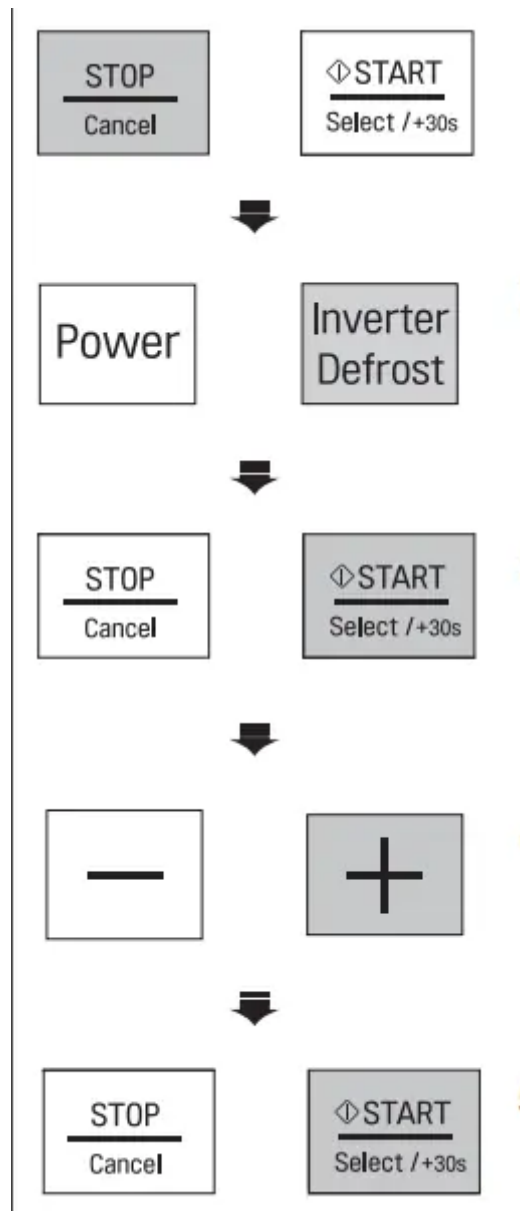 STOP
Cancel
START
Select /+30s
Power
Inverter
Defrost
STOP
Cancel
START
Select /+30s
−
+
STOP
Cancel
START
Select /+30s